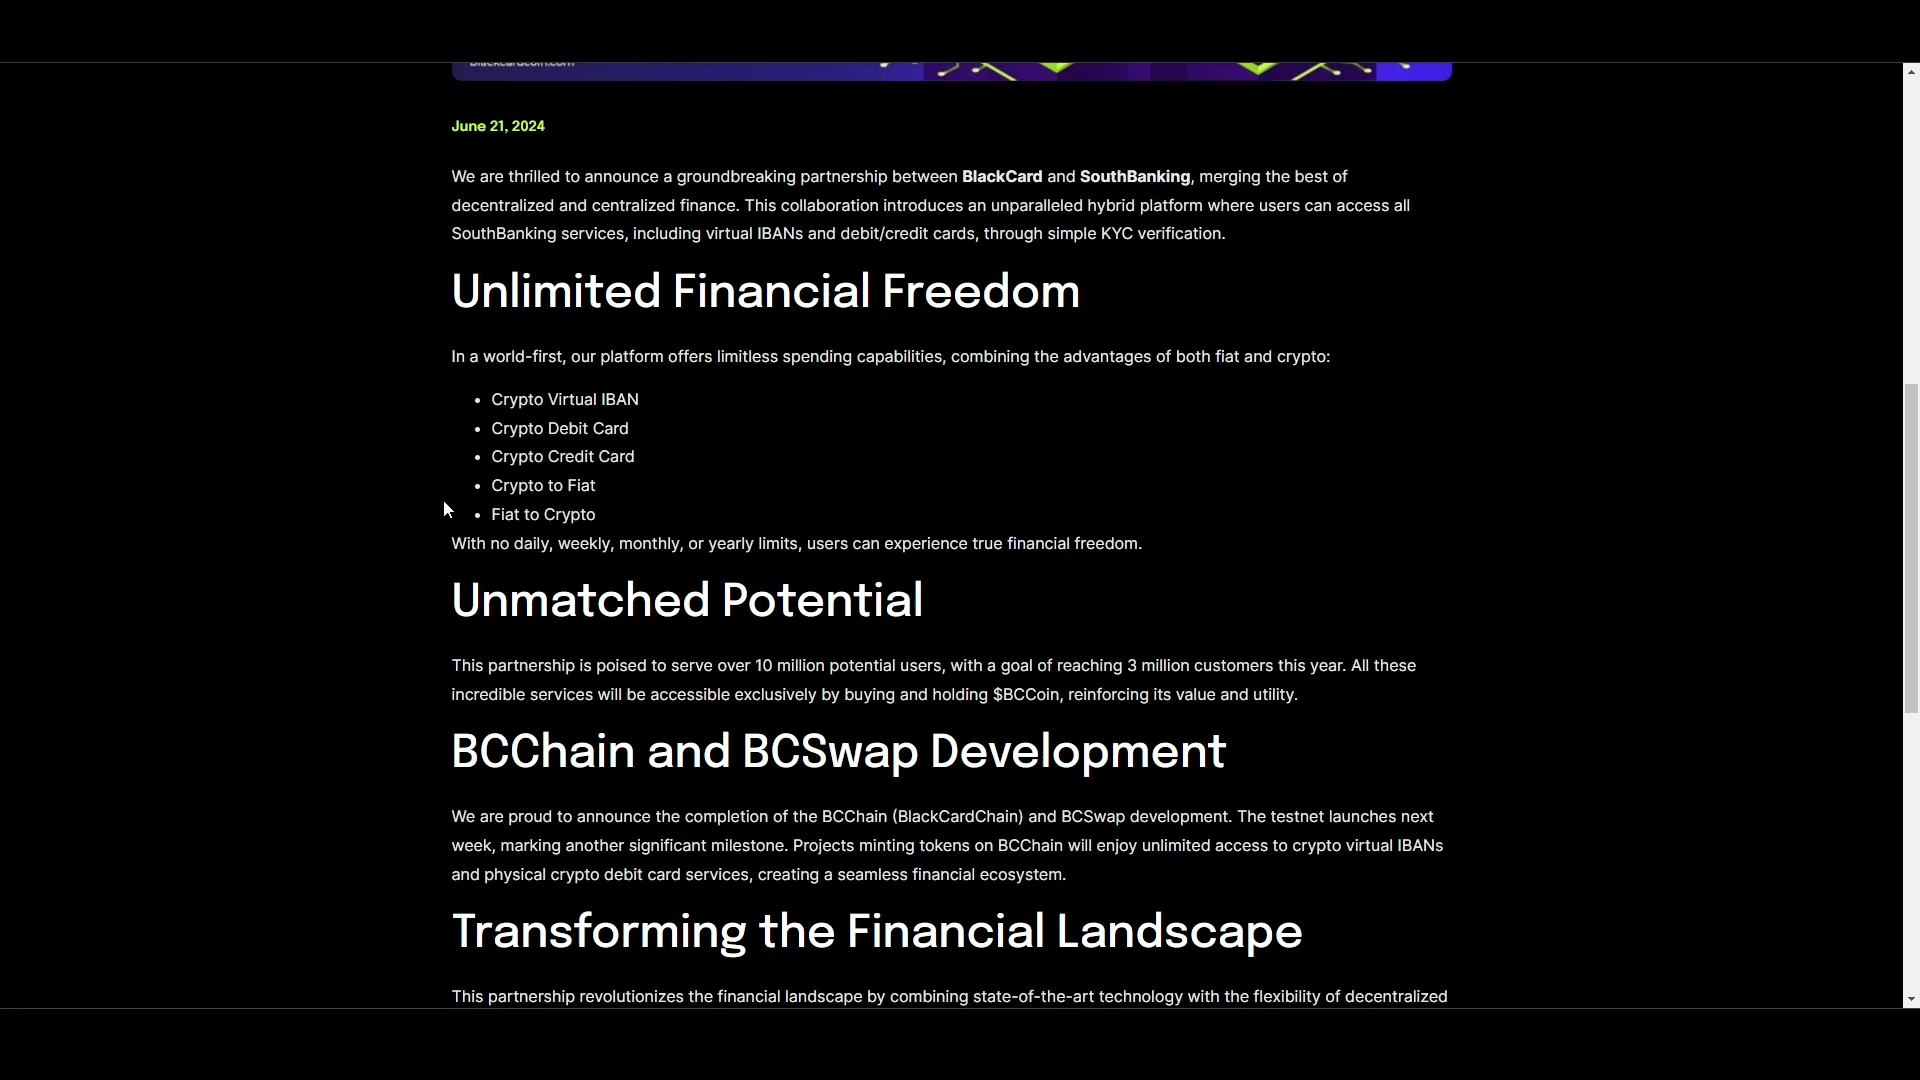 blackcardcoin.com
June 21, 2024
We are thrilled to announce a groundbreaking partnership between BlackCard and SouthBanking, merging the best of
decentralized and centralized finance. This collaboration introduces an unparalleled hybrid platform where users can access all
SouthBanking services, including virtual IBANs and debit/credit cards, through simple KYC verification.
Unlimited Financial Freedom
In a world-first, our platform offers limitless spending capabilities, combining the advantages of both fiat and crypto:
• Crypto Virtual IBAN
• Crypto Debit Card
• Crypto Credit Card
• Crypto to Fiat
• Fiat to Crypto
With no daily, weekly, monthly, or yearly limits, users can experience true financial freedom.
Unmatched Potential
This partnership is poised to serve over 10 million potential users, with a goal of reaching 3 million customers this year. All these
incredible services will be accessible exclusively by buying and holding $BCCoin, reinforcing its value and utility.
BCChain and BCSwap Development
We are proud to announce the completion of the BCChain (BlackCardChain) and BCSwap development. The testnet launches next
week, marking another significant milestone. Projects minting tokens on BCChain will enjoy unlimited access to crypto virtual IBANs
and physical crypto debit card services, creating a seamless financial ecosystem.
Transforming the Financial Landscape
This partnership revolutionizes the financial landscape by combining state-of-the-art technology with the flexibility of decentralized